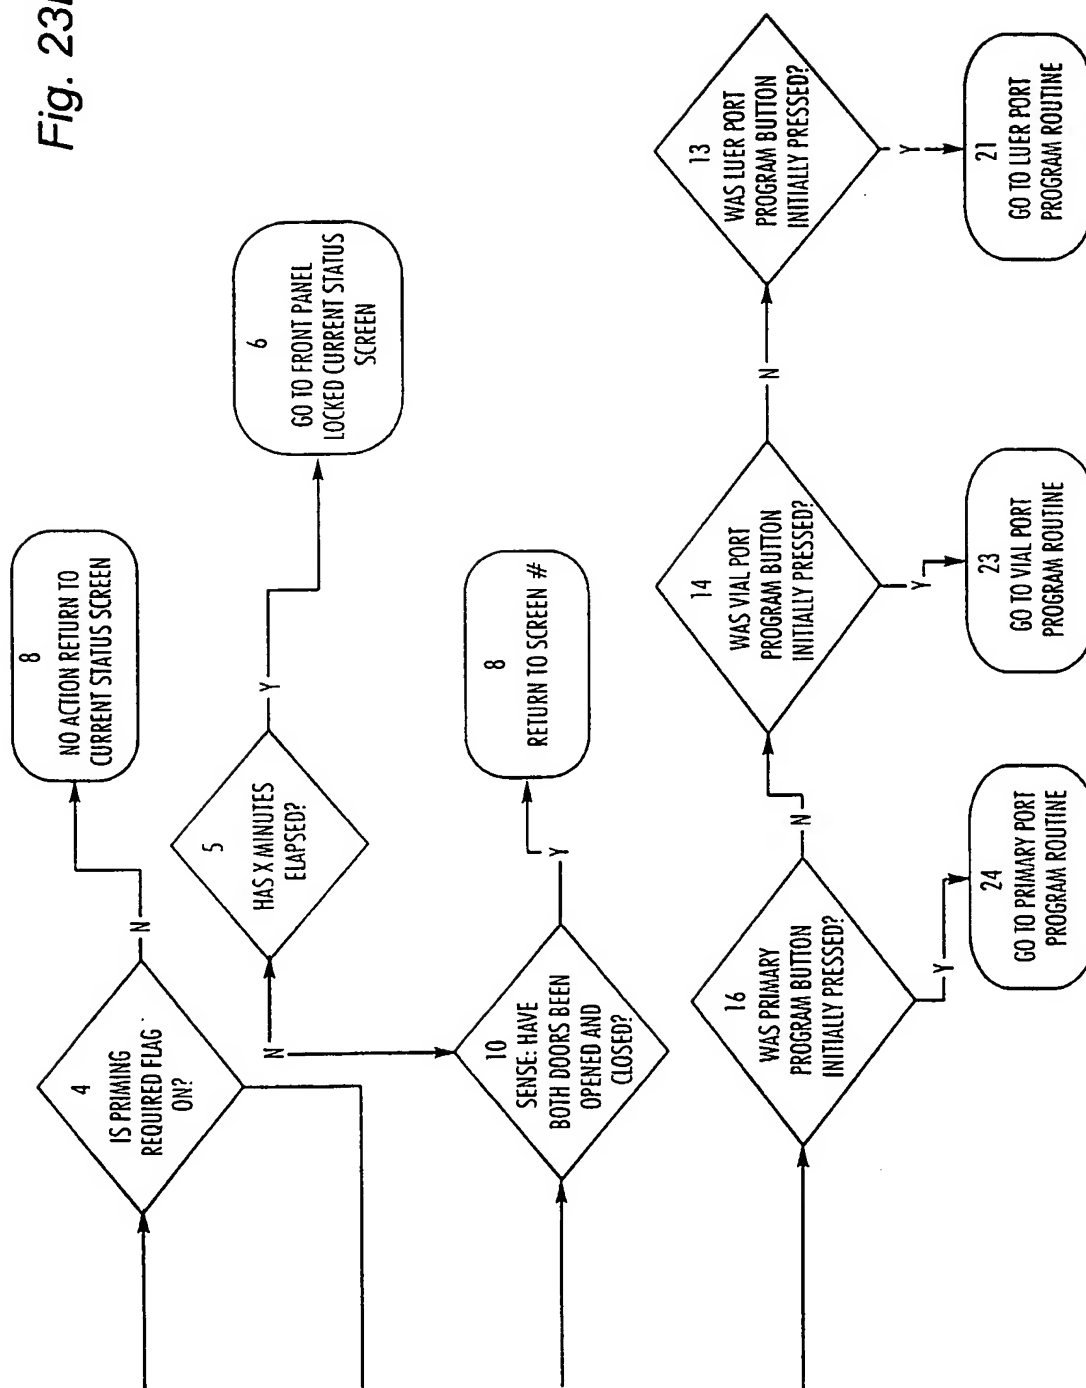 Fig. 23
8
NO ACTION RETURN TO
CURRENT STATUS SCREEN
N
4
IS PRIMING
REQUIRED FLAG
ON?
6
GO TO FRONT PANEL
LOCKED CURRENT STATUS
SCREEN
Y
5
HAS X MINUTES
ELAPSED?
N
8
RETURN TO SCREEN #
Y
10
SENSE: HAVE
BOTH DOORS BEEN
OPENED AND
CLOSED?
16
WAS PRIMARY
PROGRAM BUTTON
INITIALLY PRESSED?
N
Y
24
GO TO PRIMARY PORT
PROGRAM ROUTINE
14
WAS VIAL PORT
PROGRAM BUTTON
INITIALLY PRESSED?
N
Y
23
GO TO VIAL PORT
PROGRAM ROUTINE
13
WAS LUER PORT
PROGRAM BUTTON
INITIALLY PRESSED?
Y
21
GO TO LUER PORT
PROGRAM ROUTINE